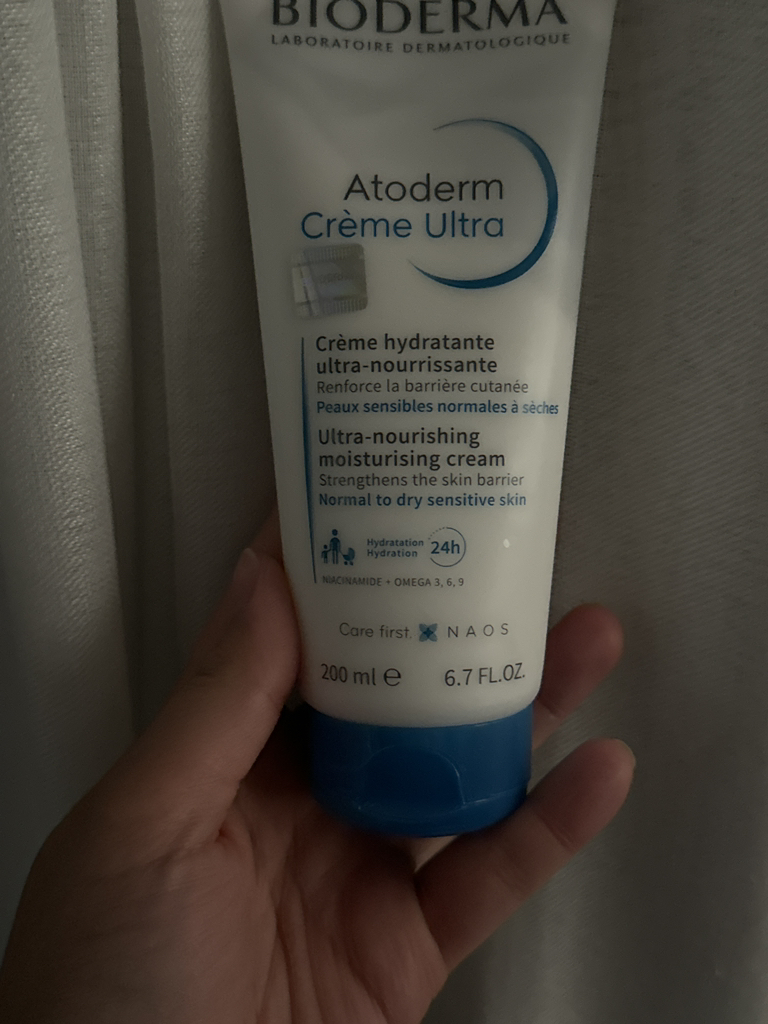 BIODERMA
LABORATOIRE DERMATOLOGIQUE
Atoderm
Crème Ultra
Crème hydratante
ultra-nourrissante
Renforce la barrière cutanée
Peaux sensibles normales à sèches
Ultra-nourishing
moisturising cream
Strengthens the skin barrier
Normal to dry sensitive skin
Hydratation
Hydration 24h
NIACINAMIDE • OMEGA 3, 6, 9
Care first. NAOS
200 ml ℮ 6.7 FL.OZ.